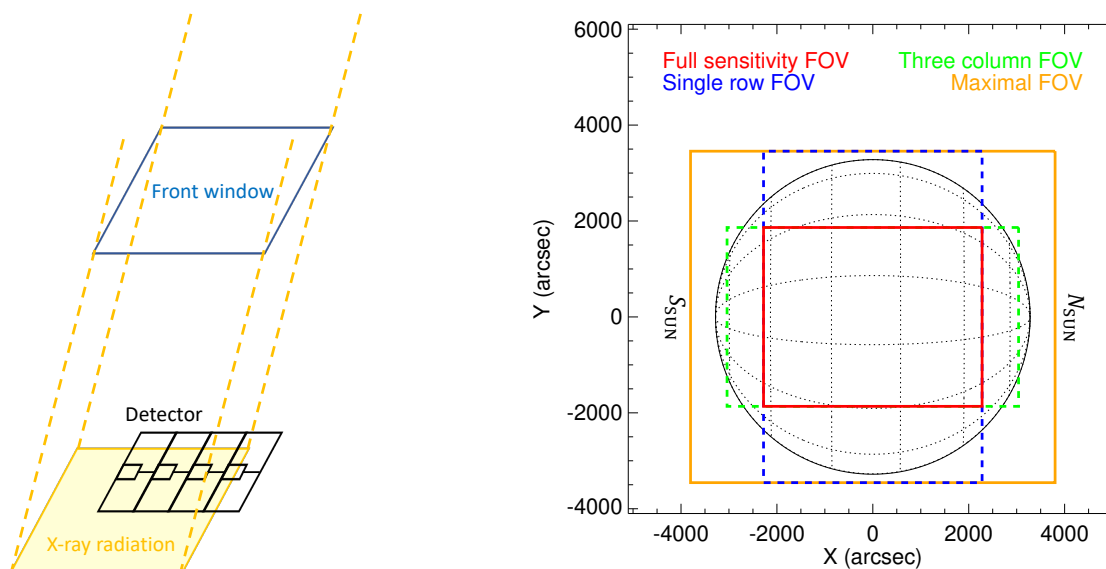 Front window
Detector
X-ray radiation
Full sensitivity FOV
Three column FOV
Single row FOV
Maximal FOV
6000
4000
2000
0
-2000
-4000
Y (arcsec)
S_SUN
N_SUN
-4000 -2000 0 2000 4000
X (arcsec)